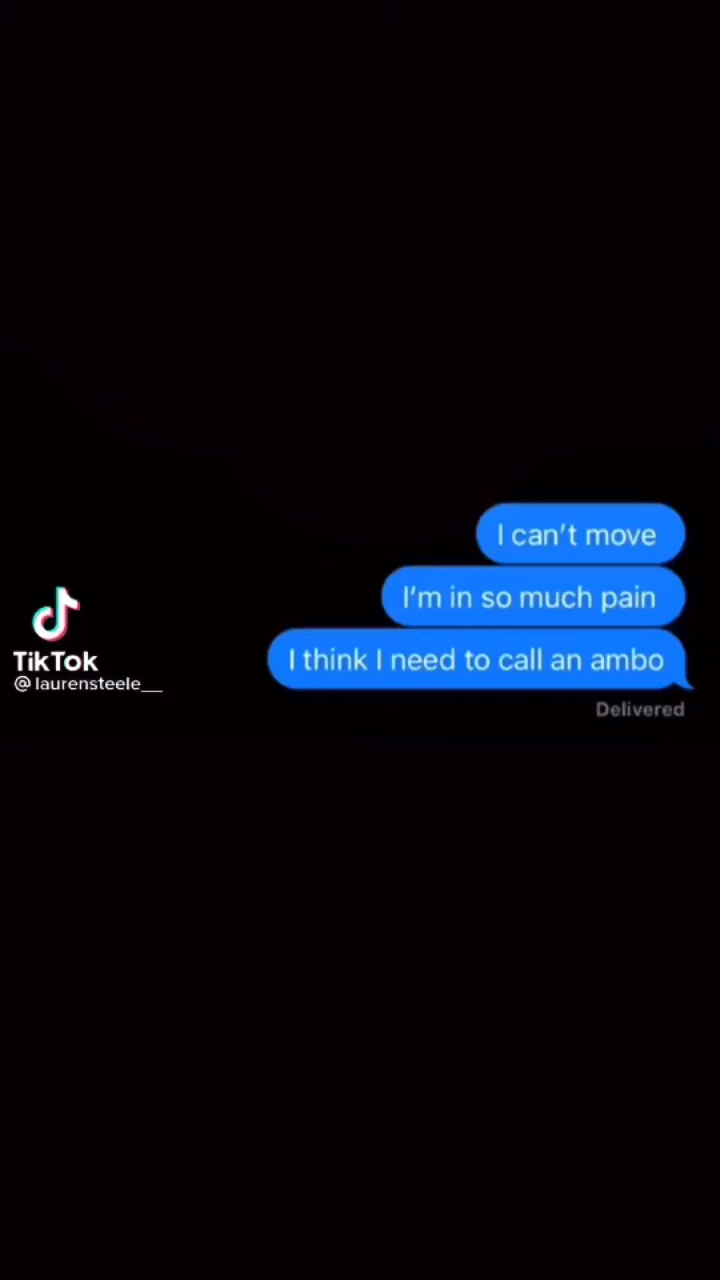 I can't move
I'm in so much pain
I think I need to call an ambo
Delivered
TikTok
@laurensteele__